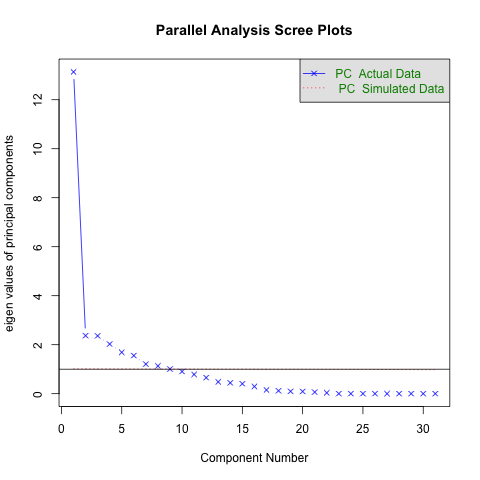 Parallel Analysis Scree Plots
PC Actual Data
PC Simulated Data
eigen values of principal components
12
10
8
6
4
2
0
0 5 10 15 20 25 30
Component Number